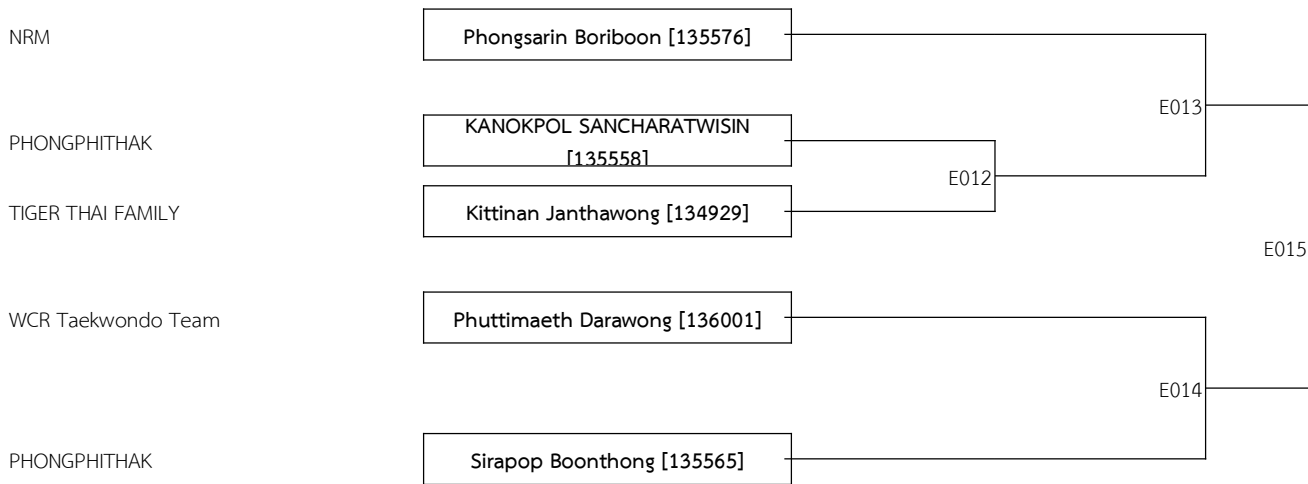 NRM
Phongsarin Boriboon [135576]
E013
PHONGPHITHAK
KANOKPOL SANCHARATWISIN
[135558]
E012
TIGER THAI FAMILY
Kittinan Janthawong [134929]
E015
WCR Taekwondo Team
Phuttimaeth Darawong [136001]
E014
PHONGPHITHAK
Sirapop Boonthong [135565]